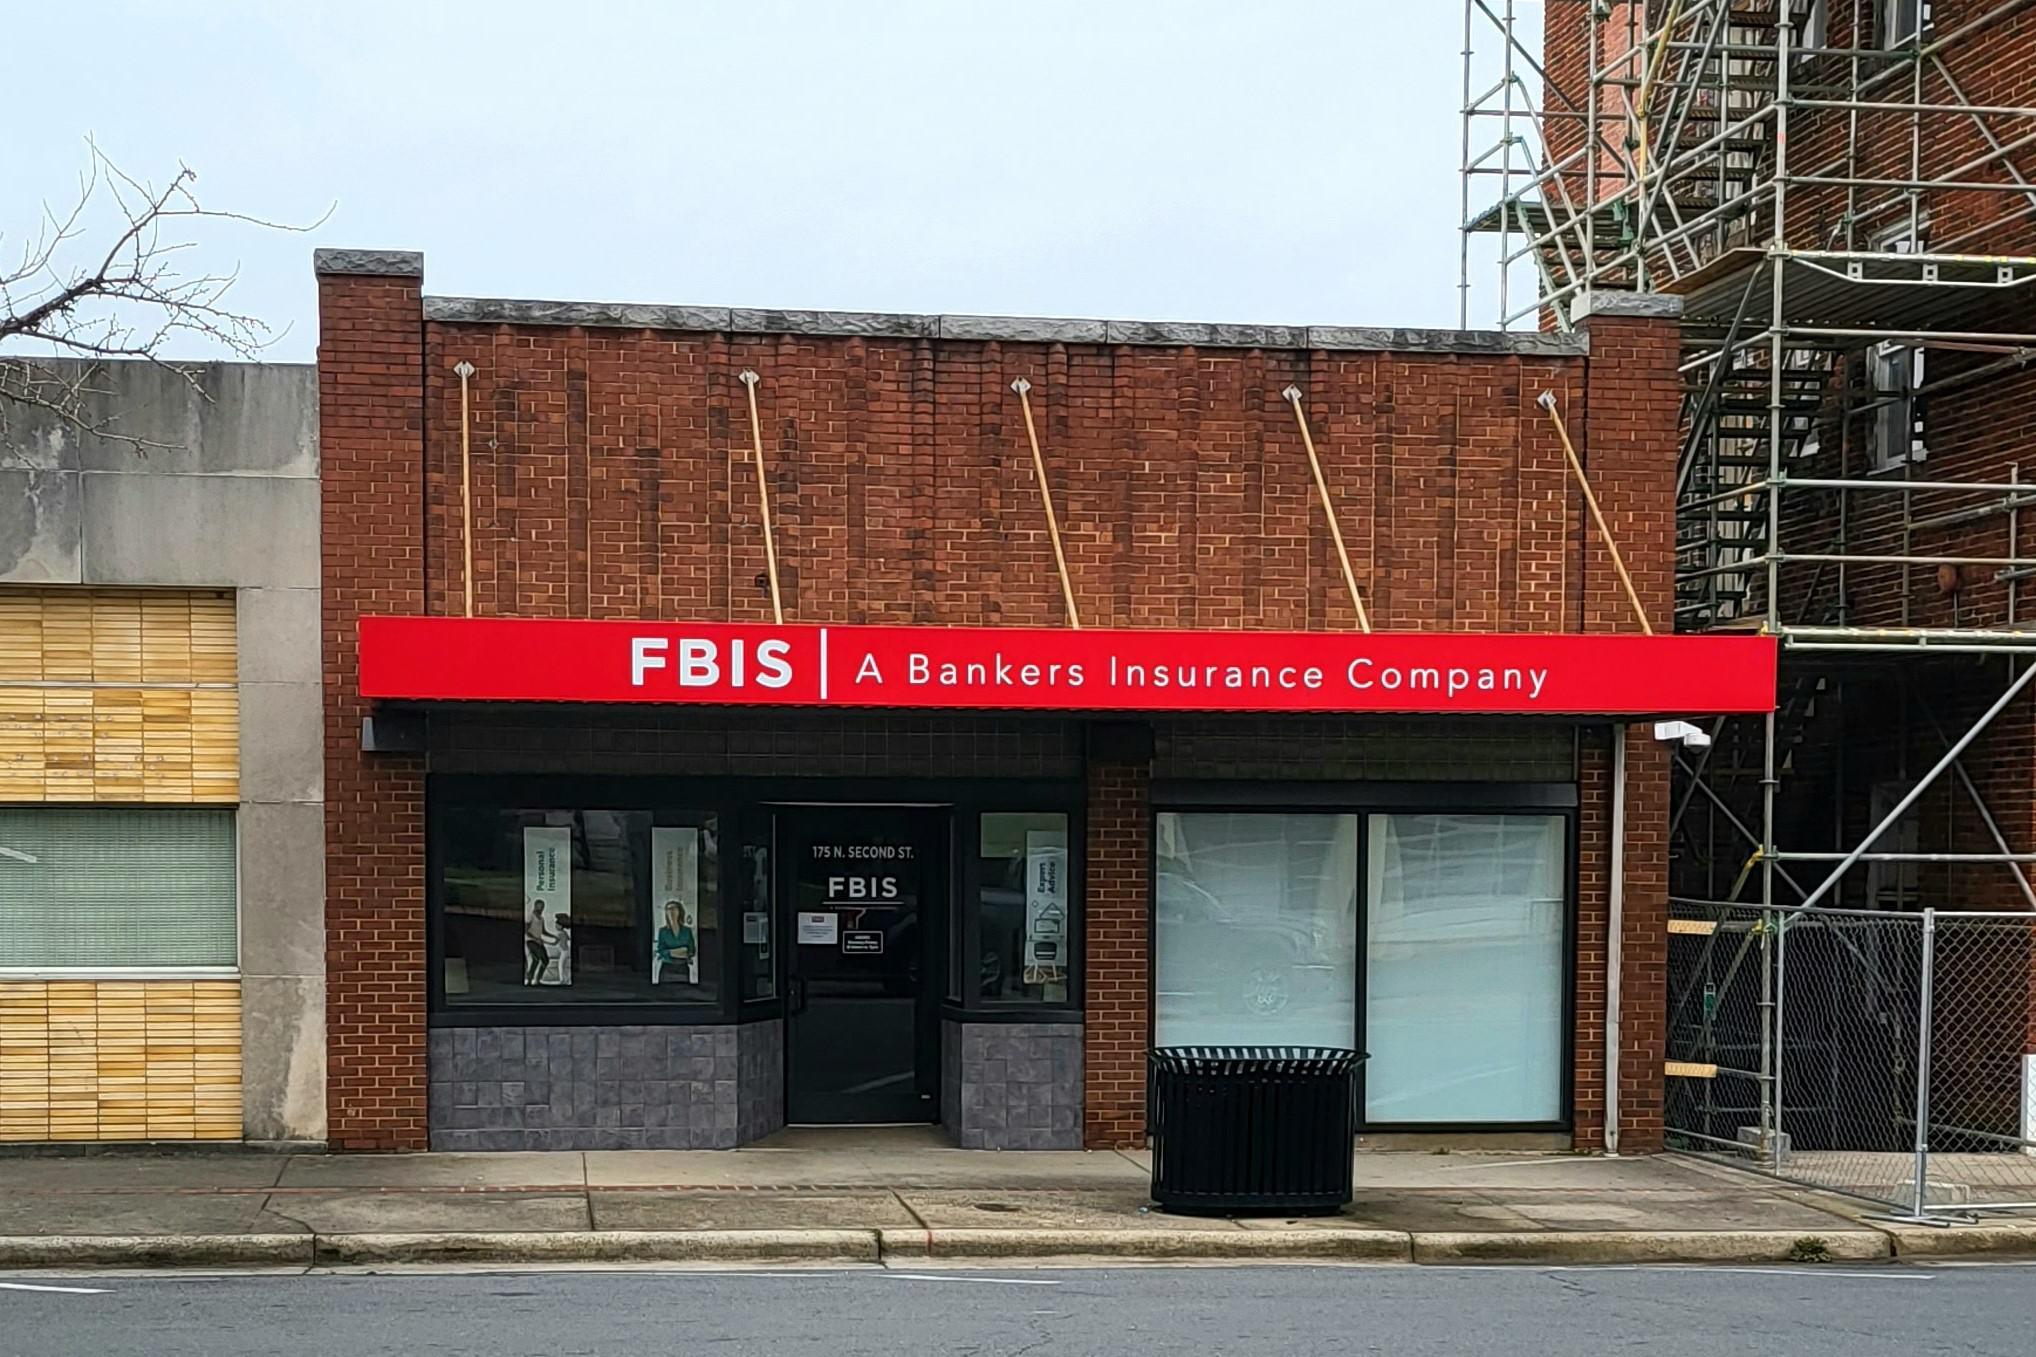 FBIS | A Bankers Insurance Company
175 N. SECOND ST.
FBIS
Personal
Insurance
Business
Insurance
Expert
Advice